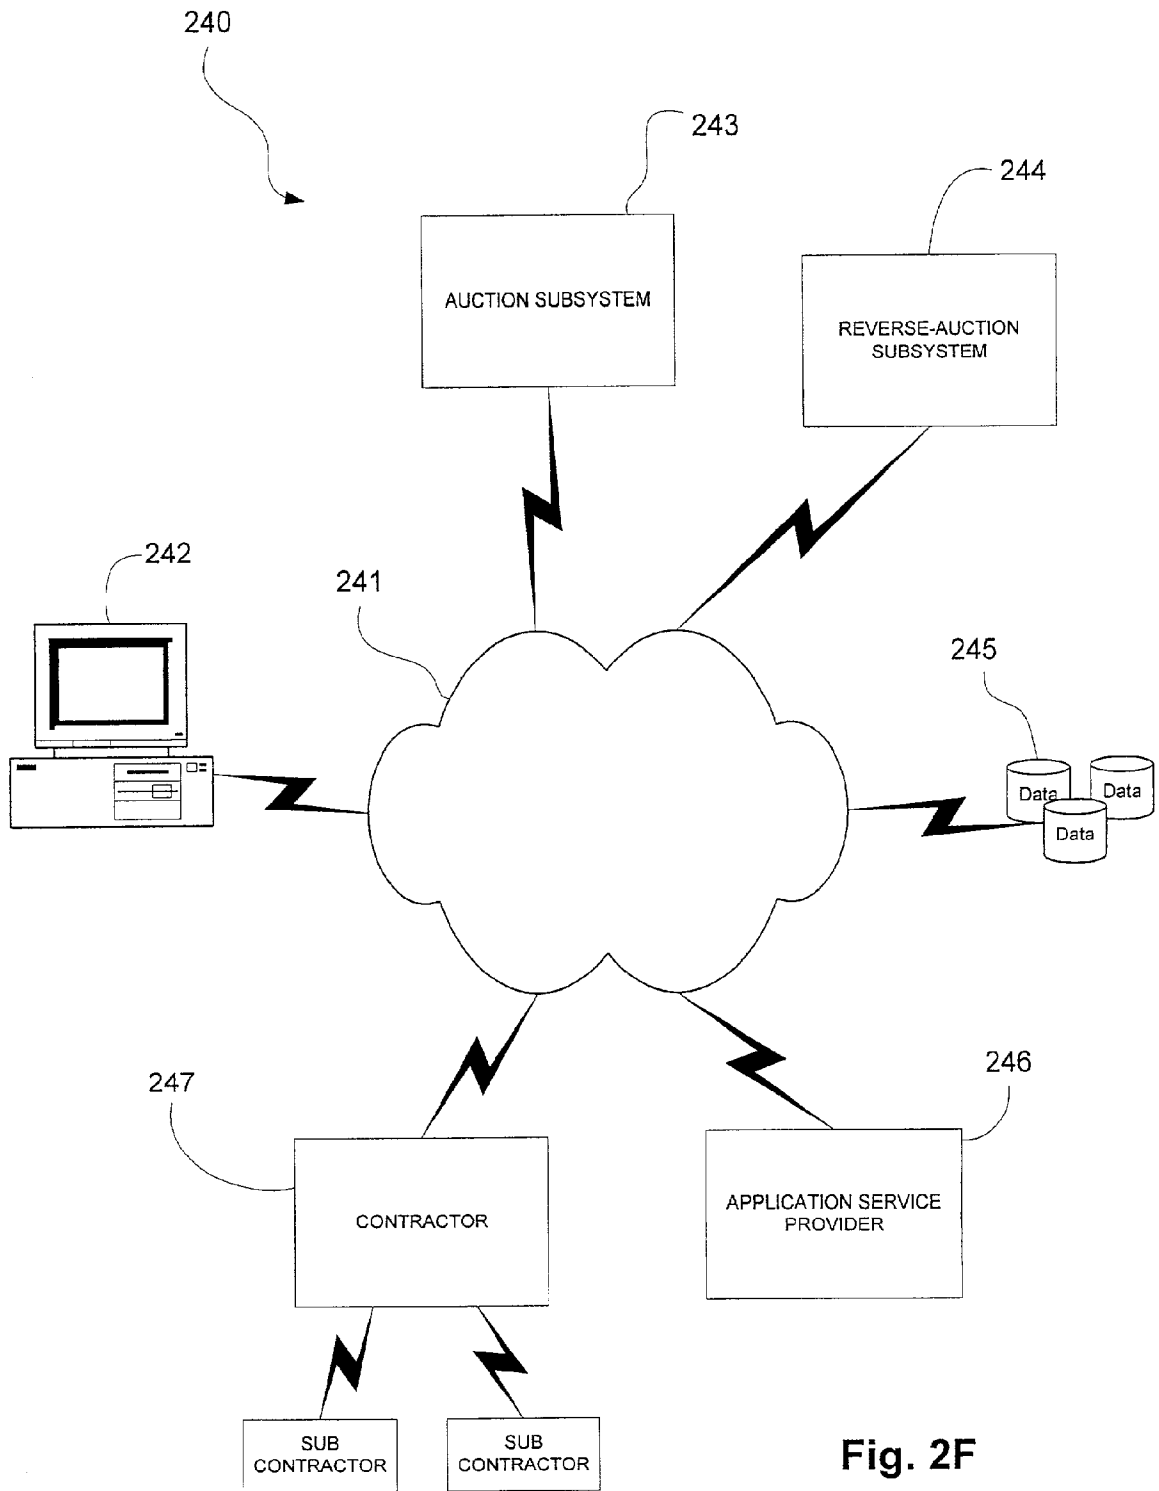 240
243
244
AUCTION SUBSYSTEM
REVERSE-AUCTION
SUBSYSTEM
242
241
245
Data
Data
Data
247
246
CONTRACTOR
APPLICATION SERVICE
PROVIDER
SUB
CONTRACTOR
SUB
CONTRACTOR
Fig. 2F